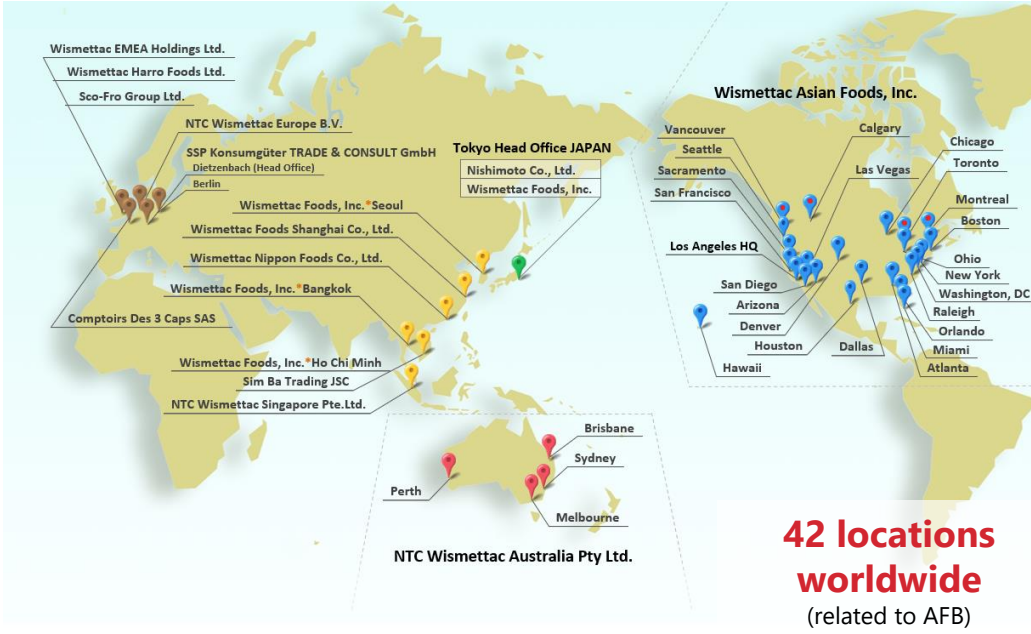 Wismettac EMEA Holdings Ltd.
Wismettac Harro Foods Ltd.
Sco-Fro Group Ltd.
NTC Wismettac Europe B.V.
SSP Konsumgüter TRADE & CONSULT GmbH
Dietzenbach (Head Office)
Berlin
Tokyo Head Office JAPAN
Nishimoto Co., Ltd.
Wismettac Foods, Inc.
Wismettac Foods, Inc.*Seoul
Wismettac Foods Shanghai Co., Ltd.
Wismettac Nippon Foods Co., Ltd.
Wismettac Foods, Inc.*Bangkok
Comptoirs Des 3 Caps SAS
Wismettac Foods, Inc.*Ho Chi Minh
Sim Ba Trading JSC
NTC Wismettac Singapore Pte.Ltd.
Wismettac Asian Foods, Inc.
Vancouver
Seattle
Sacramento
San Francisco
Los Angeles HQ
San Diego
Arizona
Denver
Houston
Hawaii
Calgary
Las Vegas
Chicago
Toronto
Montreal
Boston
Ohio
New York
Washington, DC
Raleigh
Orlando
Miami
Atlanta
Dallas
Brisbane
Sydney
Perth
Melbourne
NTC Wismettac Australia Pty Ltd.
42 locations
worldwide
(related to AFB)